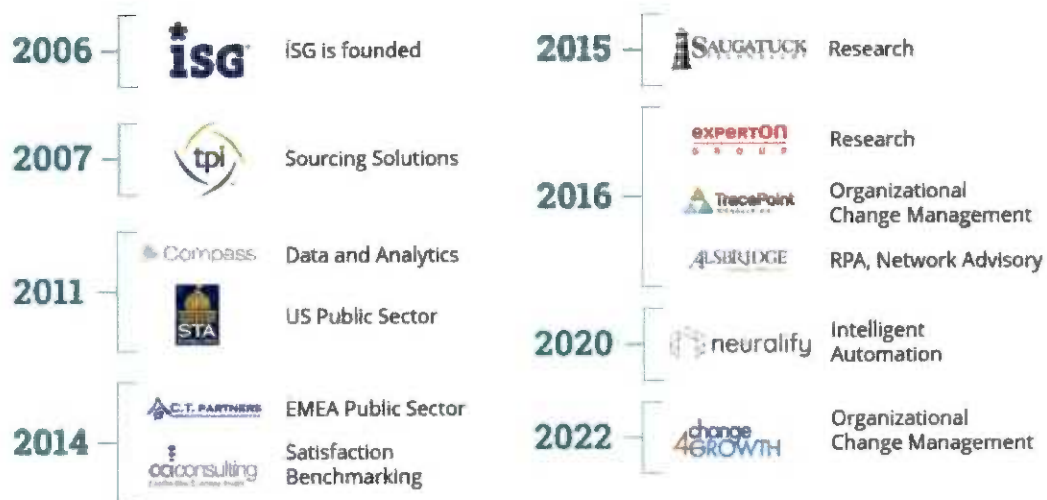 2006
isG
iSG is founded
2007
tpi
Sourcing Solutions
2011
Compass
Data and Analytics
STA
US Public Sector
2014
C.T. PARTNERS
EMEA Public Sector
cciconsulting
Satisfaction
Benchmarking
2015
SAUGATUCK
Research
2016
experton
GROUP
Research
TracePoint
Organizational
Change Management
ALSBRIDGE
RPA, Network Advisory
2020
neuralify
Intelligent
Automation
2022
change
4GROWTH
Organizational
Change Management